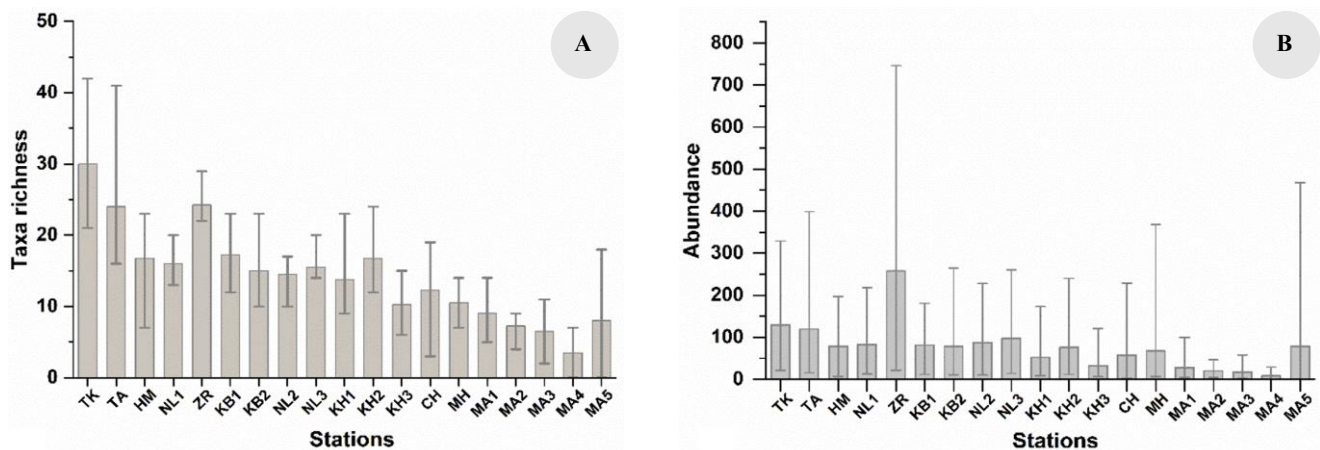 A
50
40
30
20
10
0
Taxa richness
TK TA HM NL1 ZR KB1 KB2 NL2 NL3 KH1 KH2 KH3 CH MH MA1 MA2 MA3 MA4 MA5
Stations
B
800
700
600
500
400
300
200
100
0
Abundance
TK TA HM NL1 ZR KB1 KB2 NL2 NL3 KH1 KH2 KH3 CH MH MA1 MA2 MA3 MA4 MA5
Stations